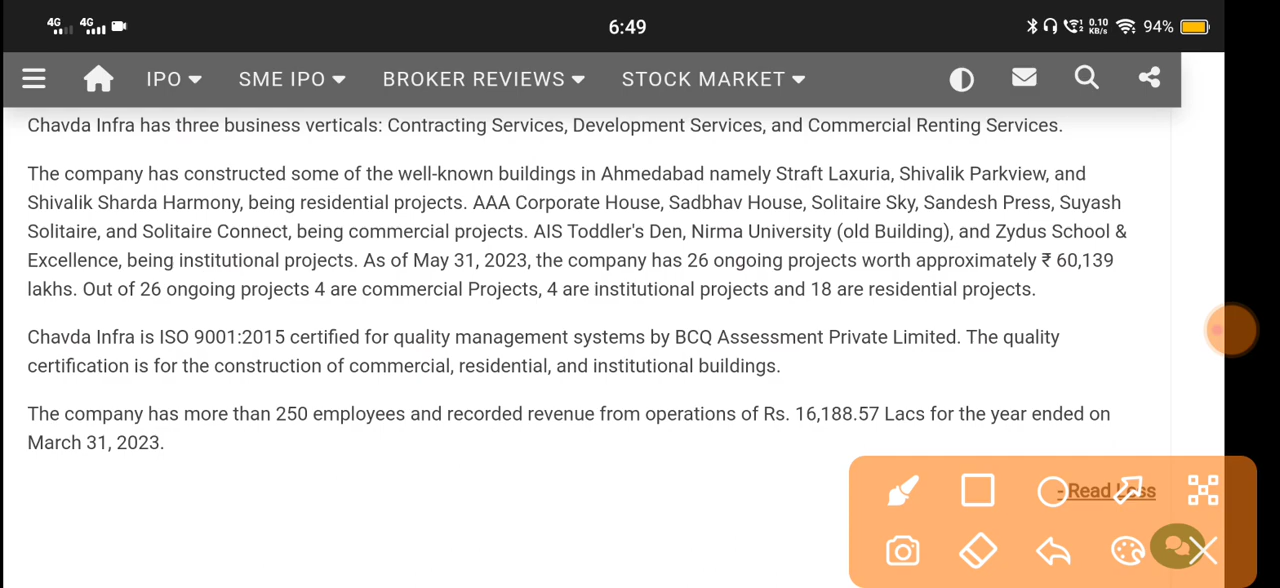 4G 4G 6:49 0.10 KB/s 94%
IPO SME IPO BROKER REVIEWS STOCK MARKET
Chavda Infra has three business verticals: Contracting Services, Development Services, and Commercial Renting Services.
The company has constructed some of the well-known buildings in Ahmedabad namely Straft Laxuria, Shivalik Parkview, and
Shivalik Sharda Harmony, being residential projects. AAA Corporate House, Sadbhav House, Solitaire Sky, Sandesh Press, Suyash
Solitaire, and Solitaire Connect, being commercial projects. AIS Toddler's Den, Nirma University (old Building), and Zydus School &
Excellence, being institutional projects. As of May 31, 2023, the company has 26 ongoing projects worth approximately ₹ 60,139
lakhs. Out of 26 ongoing projects 4 are commercial Projects, 4 are institutional projects and 18 are residential projects.
Chavda Infra is ISO 9001:2015 certified for quality management systems by BCQ Assessment Private Limited. The quality
certification is for the construction of commercial, residential, and institutional buildings.
The company has more than 250 employees and recorded revenue from operations of Rs. 16,188.57 Lacs for the year ended on
March 31, 2023.
- Read Less